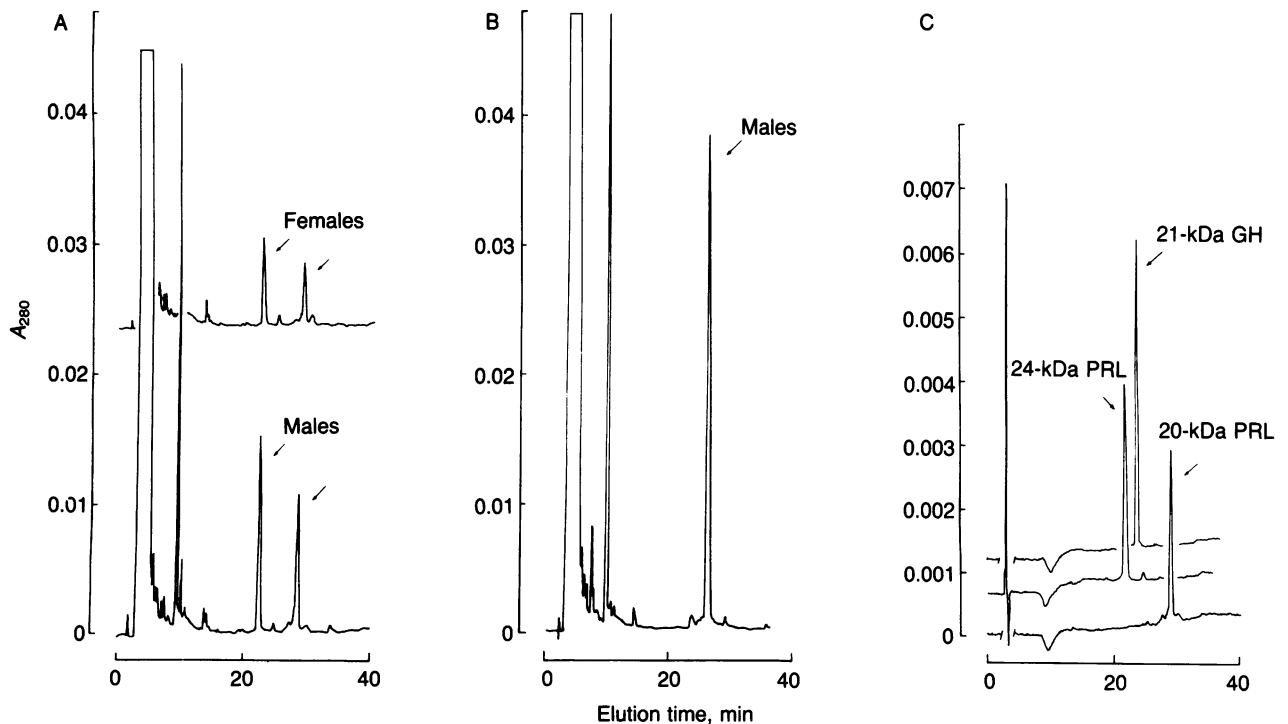 A
A280
0.04
0.03
0.02
0.01
0
Females
Males
0
20
40
B
0.04
0.03
0.02
0.01
0
Males
0
20
40
Elution time, min
C
0.007
0.006
0.005
0.004
0.003
0.002
0.001
0
21-kDa GH
24-kDa PRL
20-kDa PRL
0
20
40